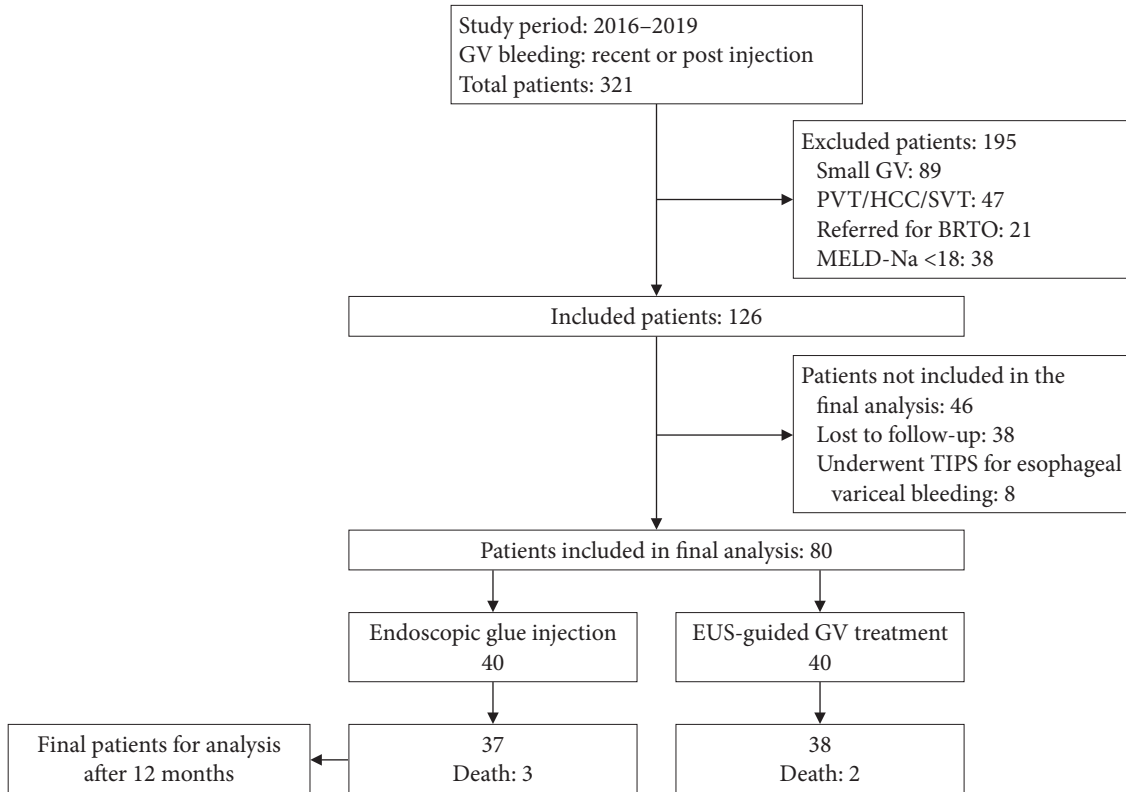 Study period: 2016–2019
GV bleeding: recent or post injection
Total patients: 321
Excluded patients: 195
Small GV: 89
PVT/HCC/SVT: 47
Referred for BRTO: 21
MELD-Na <18: 38
Included patients: 126
Patients not included in the
final analysis: 46
Lost to follow-up: 38
Underwent TIPS for esophageal
variceal bleeding: 8
Patients included in final analysis: 80
Endoscopic glue injection
40
EUS-guided GV treatment
40
Final patients for analysis
after 12 months
37
Death: 3
38
Death: 2